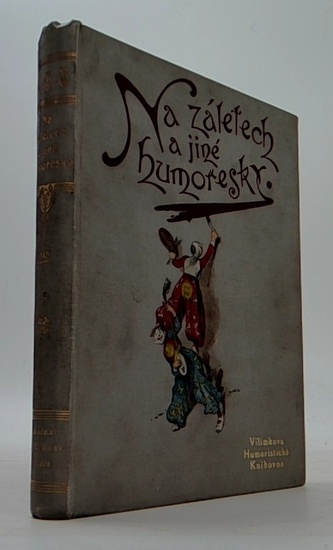 Na záletech
a jiné
humoresky.
Vilímkova
Humoristická
Knihovna